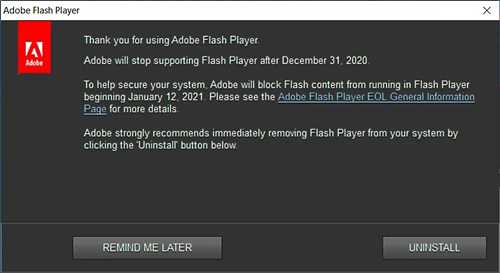 Adobe Flash Player
Adobe
Thank you for using Adobe Flash Player.
Adobe will stop supporting Flash Player after December 31, 2020.
To help secure your system, Adobe will block Flash content from running in Flash Player
beginning January 12, 2021. Please see the Adobe Flash Player EOL General Information
Page for more details.
Adobe strongly recommends immediately removing Flash Player from your system by
clicking the 'Uninstall' button below.
REMIND ME LATER
UNINSTALL